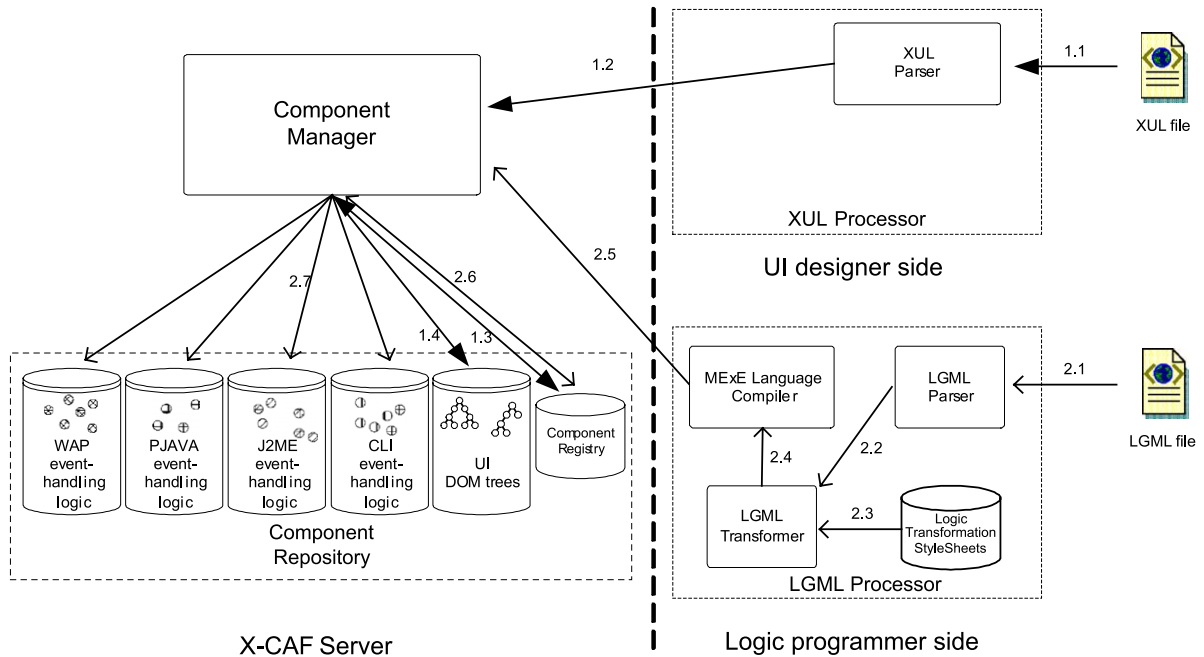 XUL
Parser
1.1
1.2
XUL file
Component
Manager
XUL Processor
UI designer side
2.5
2.6
2.7
1.4
1.3
MExE Language
Compiler
LGML
Parser
2.1
LGML file
2.2
2.4
2.3
LGML
Transformer
Logic
Transformation
StyleSheets
LGML Processor
WAP
event-
handling
logic
PJAVA
event-
handling
logic
J2ME
event-
handling
logic
CLI
event-
handling
logic
UI
DOM trees
Component
Registry
Component
Repository
X-CAF Server
Logic programmer side